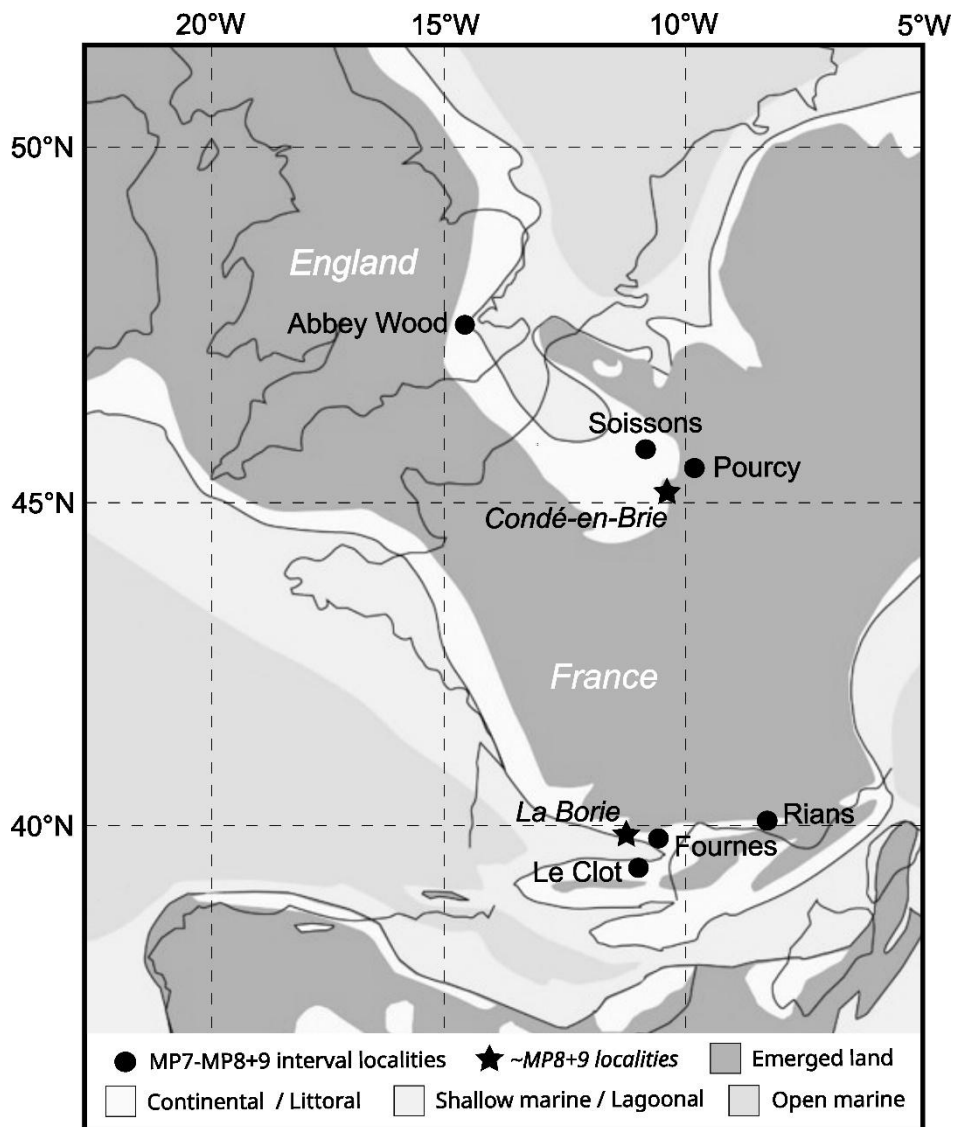 20°W 15°W 10°W 5°W
50°N
England
Abbey Wood
Soissons
Pourcy
45°N
Condé-en-Brie
France
La Borie
Rians
40°N
Fournes
Le Clot
MP7-MP8+9 interval localities ~MP8+9 localities Emerged land
Continental / Littoral Shallow marine / Lagoonal Open marine